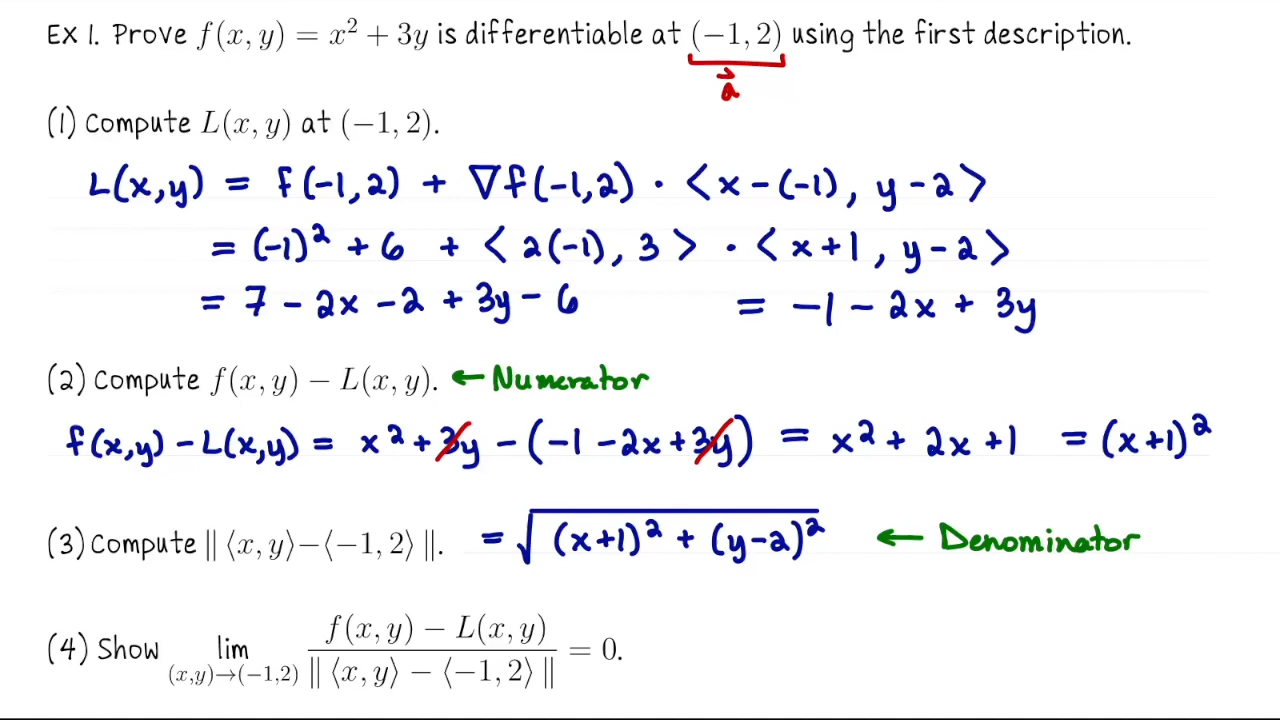 Ex 1. Prove f(x, y) = x² + 3y is differentiable at (−1, 2) using the first description.
a⃗
(1) Compute L(x, y) at (−1, 2).
L(x,y) = f(-1,2) + ∇f(-1,2) · < x-(-1), y-2 >
= (-1)² + 6 + < 2(-1), 3 > · < x+1, y-2 >
= 7 - 2x - 2 + 3y - 6 = -1 - 2x + 3y
(2) Compute f(x, y) − L(x, y). ← Numerator
f(x,y) - L(x,y) = x² + 3y - (-1 - 2x + 3y) = x² + 2x + 1 = (x+1)²
(3) Compute ‖ ⟨x, y⟩−⟨−1, 2⟩ ‖. = √((x+1)² + (y-2)²) ← Denominator
f(x, y) − L(x, y)
(4) Show lim = 0.
(x,y)→(−1,2) ‖ ⟨x, y⟩ − ⟨−1, 2⟩ ‖